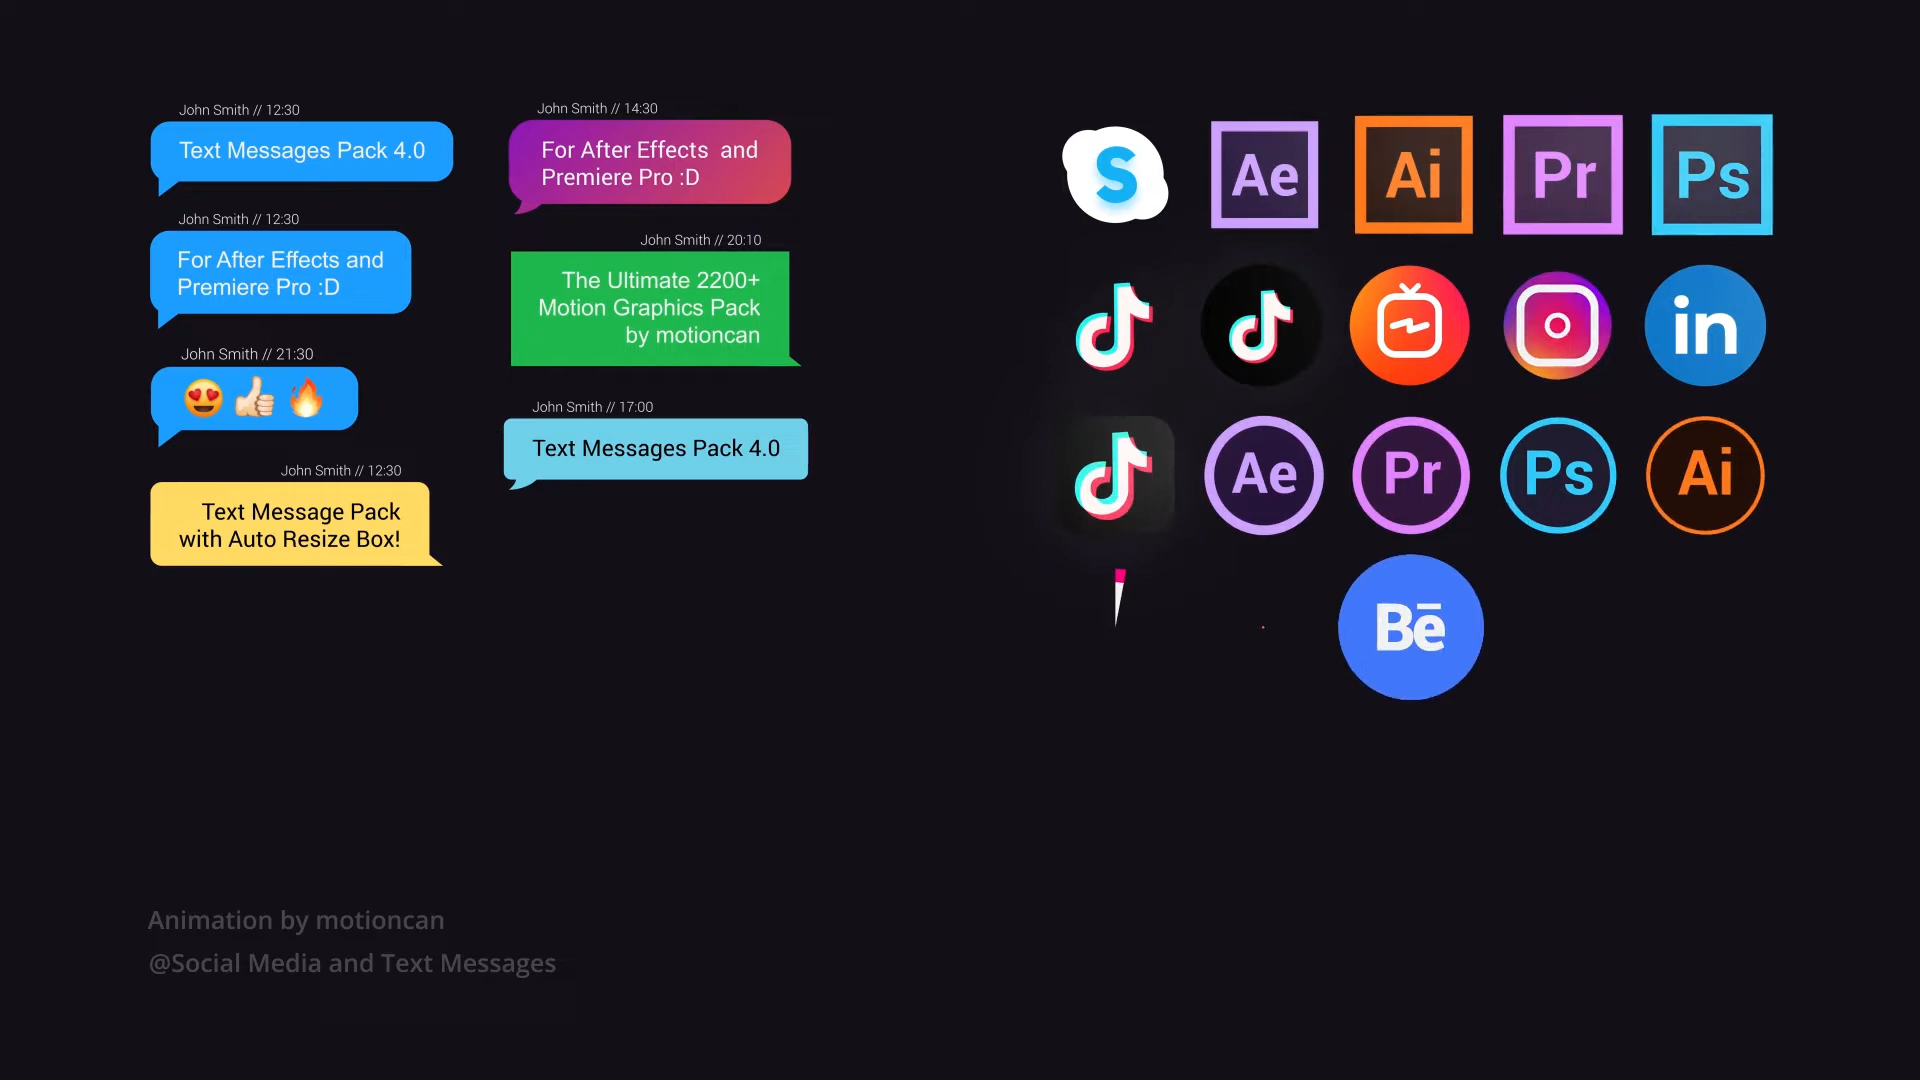 John Smith // 12:30
Text Messages Pack 4.0
John Smith // 12:30
For After Effects and
Premiere Pro :D
John Smith // 21:30
John Smith // 12:30
Text Message Pack
with Auto Resize Box!
John Smith // 14:30
For After Effects  and
Premiere Pro :D
John Smith // 20:10
The Ultimate 2200+
Motion Graphics Pack
by motioncan
John Smith // 17:00
Text Messages Pack 4.0
S
Ae
Ai
Pr
Ps
in
Ae
Pr
Ps
Ai
Bē
Animation by motioncan
@Social Media and Text Messages